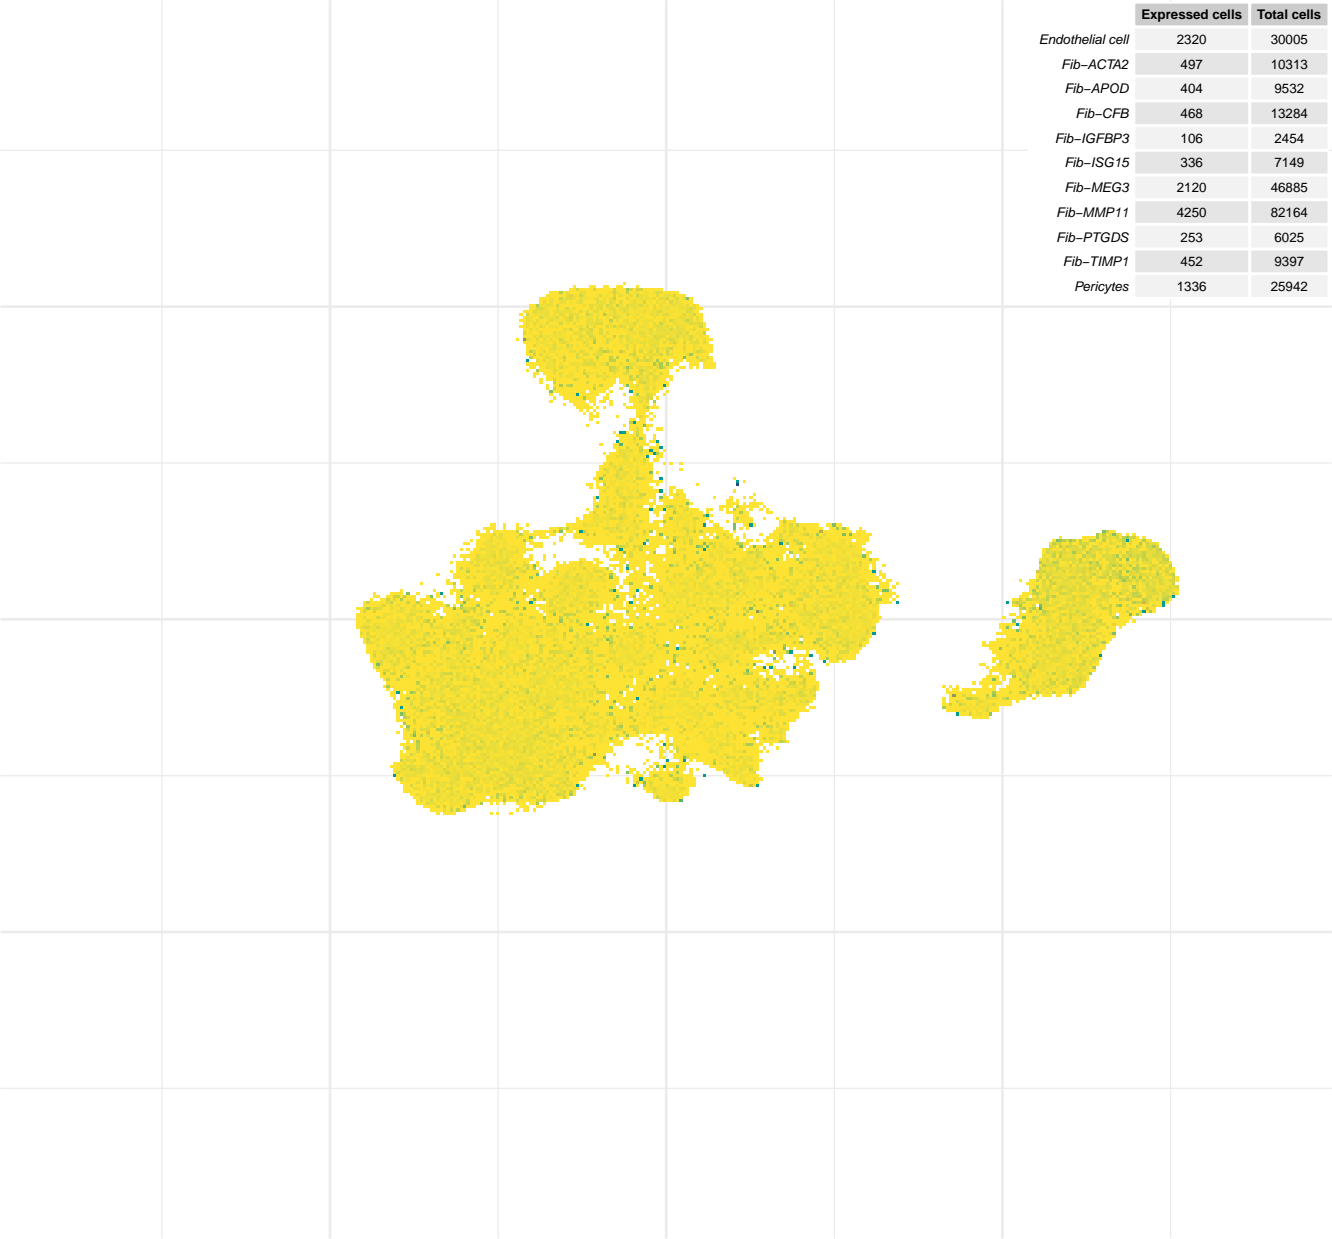 Expressed cells Total cells
Endothelial cell 2320 30005
Fib−ACTA2 497 10313
Fib−APOD 404 9532
Fib−CFB 468 13284
Fib−IGFBP3 106 2454
Fib−ISG15 336 7149
Fib−MEG3 2120 46885
Fib−MMP11 4250 82164
Fib−PTGDS 253 6025
Fib−TIMP1 452 9397
Pericytes 1336 25942